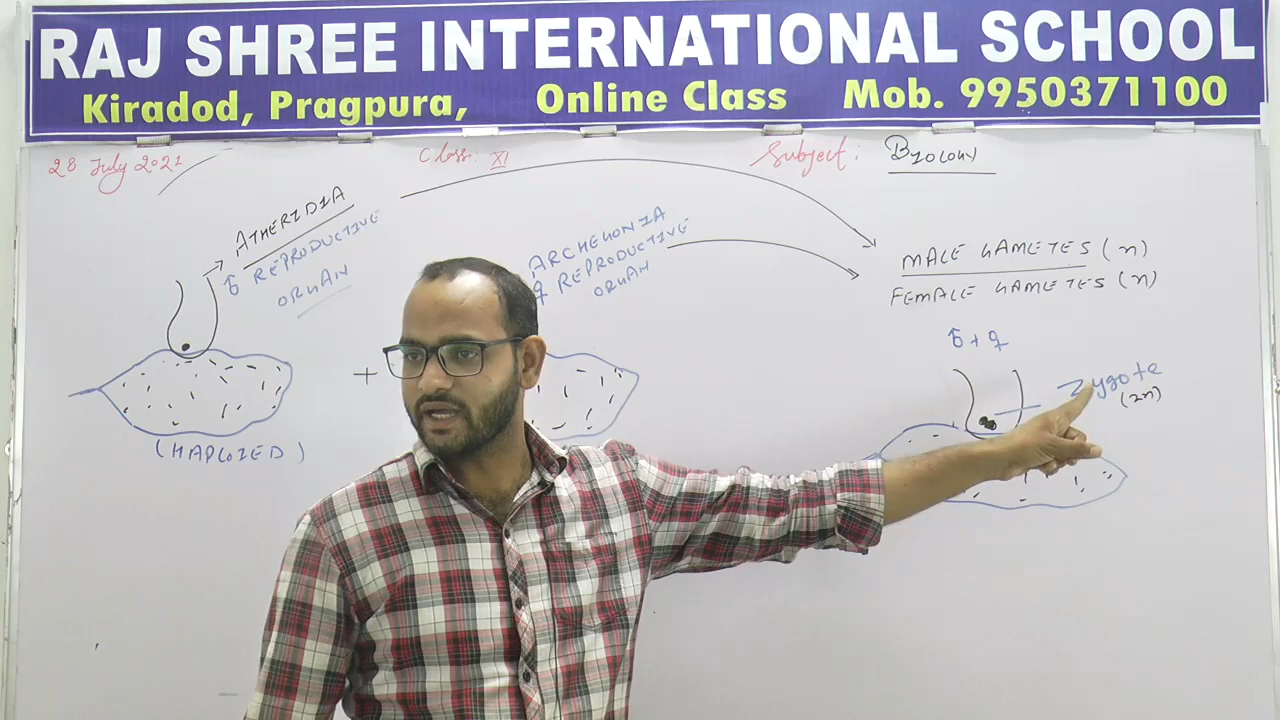 RAJ SHREE INTERNATIONAL SCHOOL
Kiradod, Pragpura, Online Class Mob. 9950371100
28 July 2021 Class: XI Subject: BIOLOGY
ATHERIDIA
♂ REPRODUCTIVE
ORGAN
ARCHEGONIA
♀ REPRODUCTIVE
ORGAN
MALE GAMETES (n)
FEMALE GAMETES (n)
♂ + ♀
Zygote
(2n)
+
(HAPLOIED)